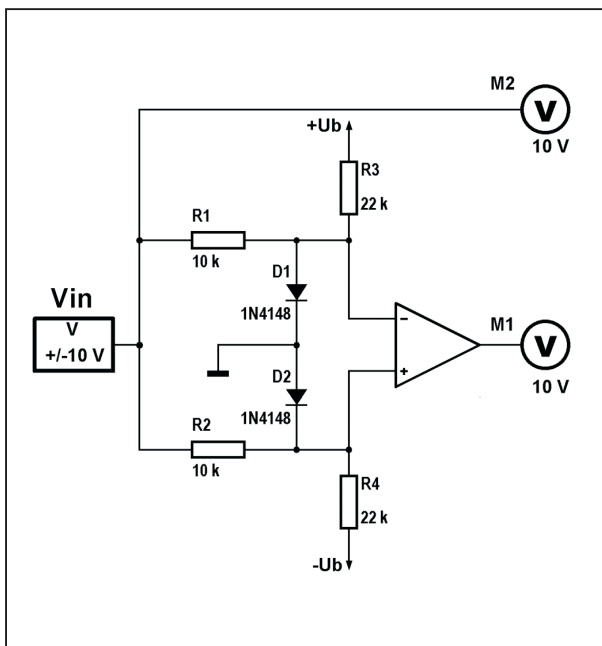 M2
V
10 V
+Ub
R3
22 k
R1
10 k
D1
1N4148
Vin
V
+/-10 V
-
+
M1
V
10 V
D2
1N4148
R2
10 k
R4
22 k
-Ub